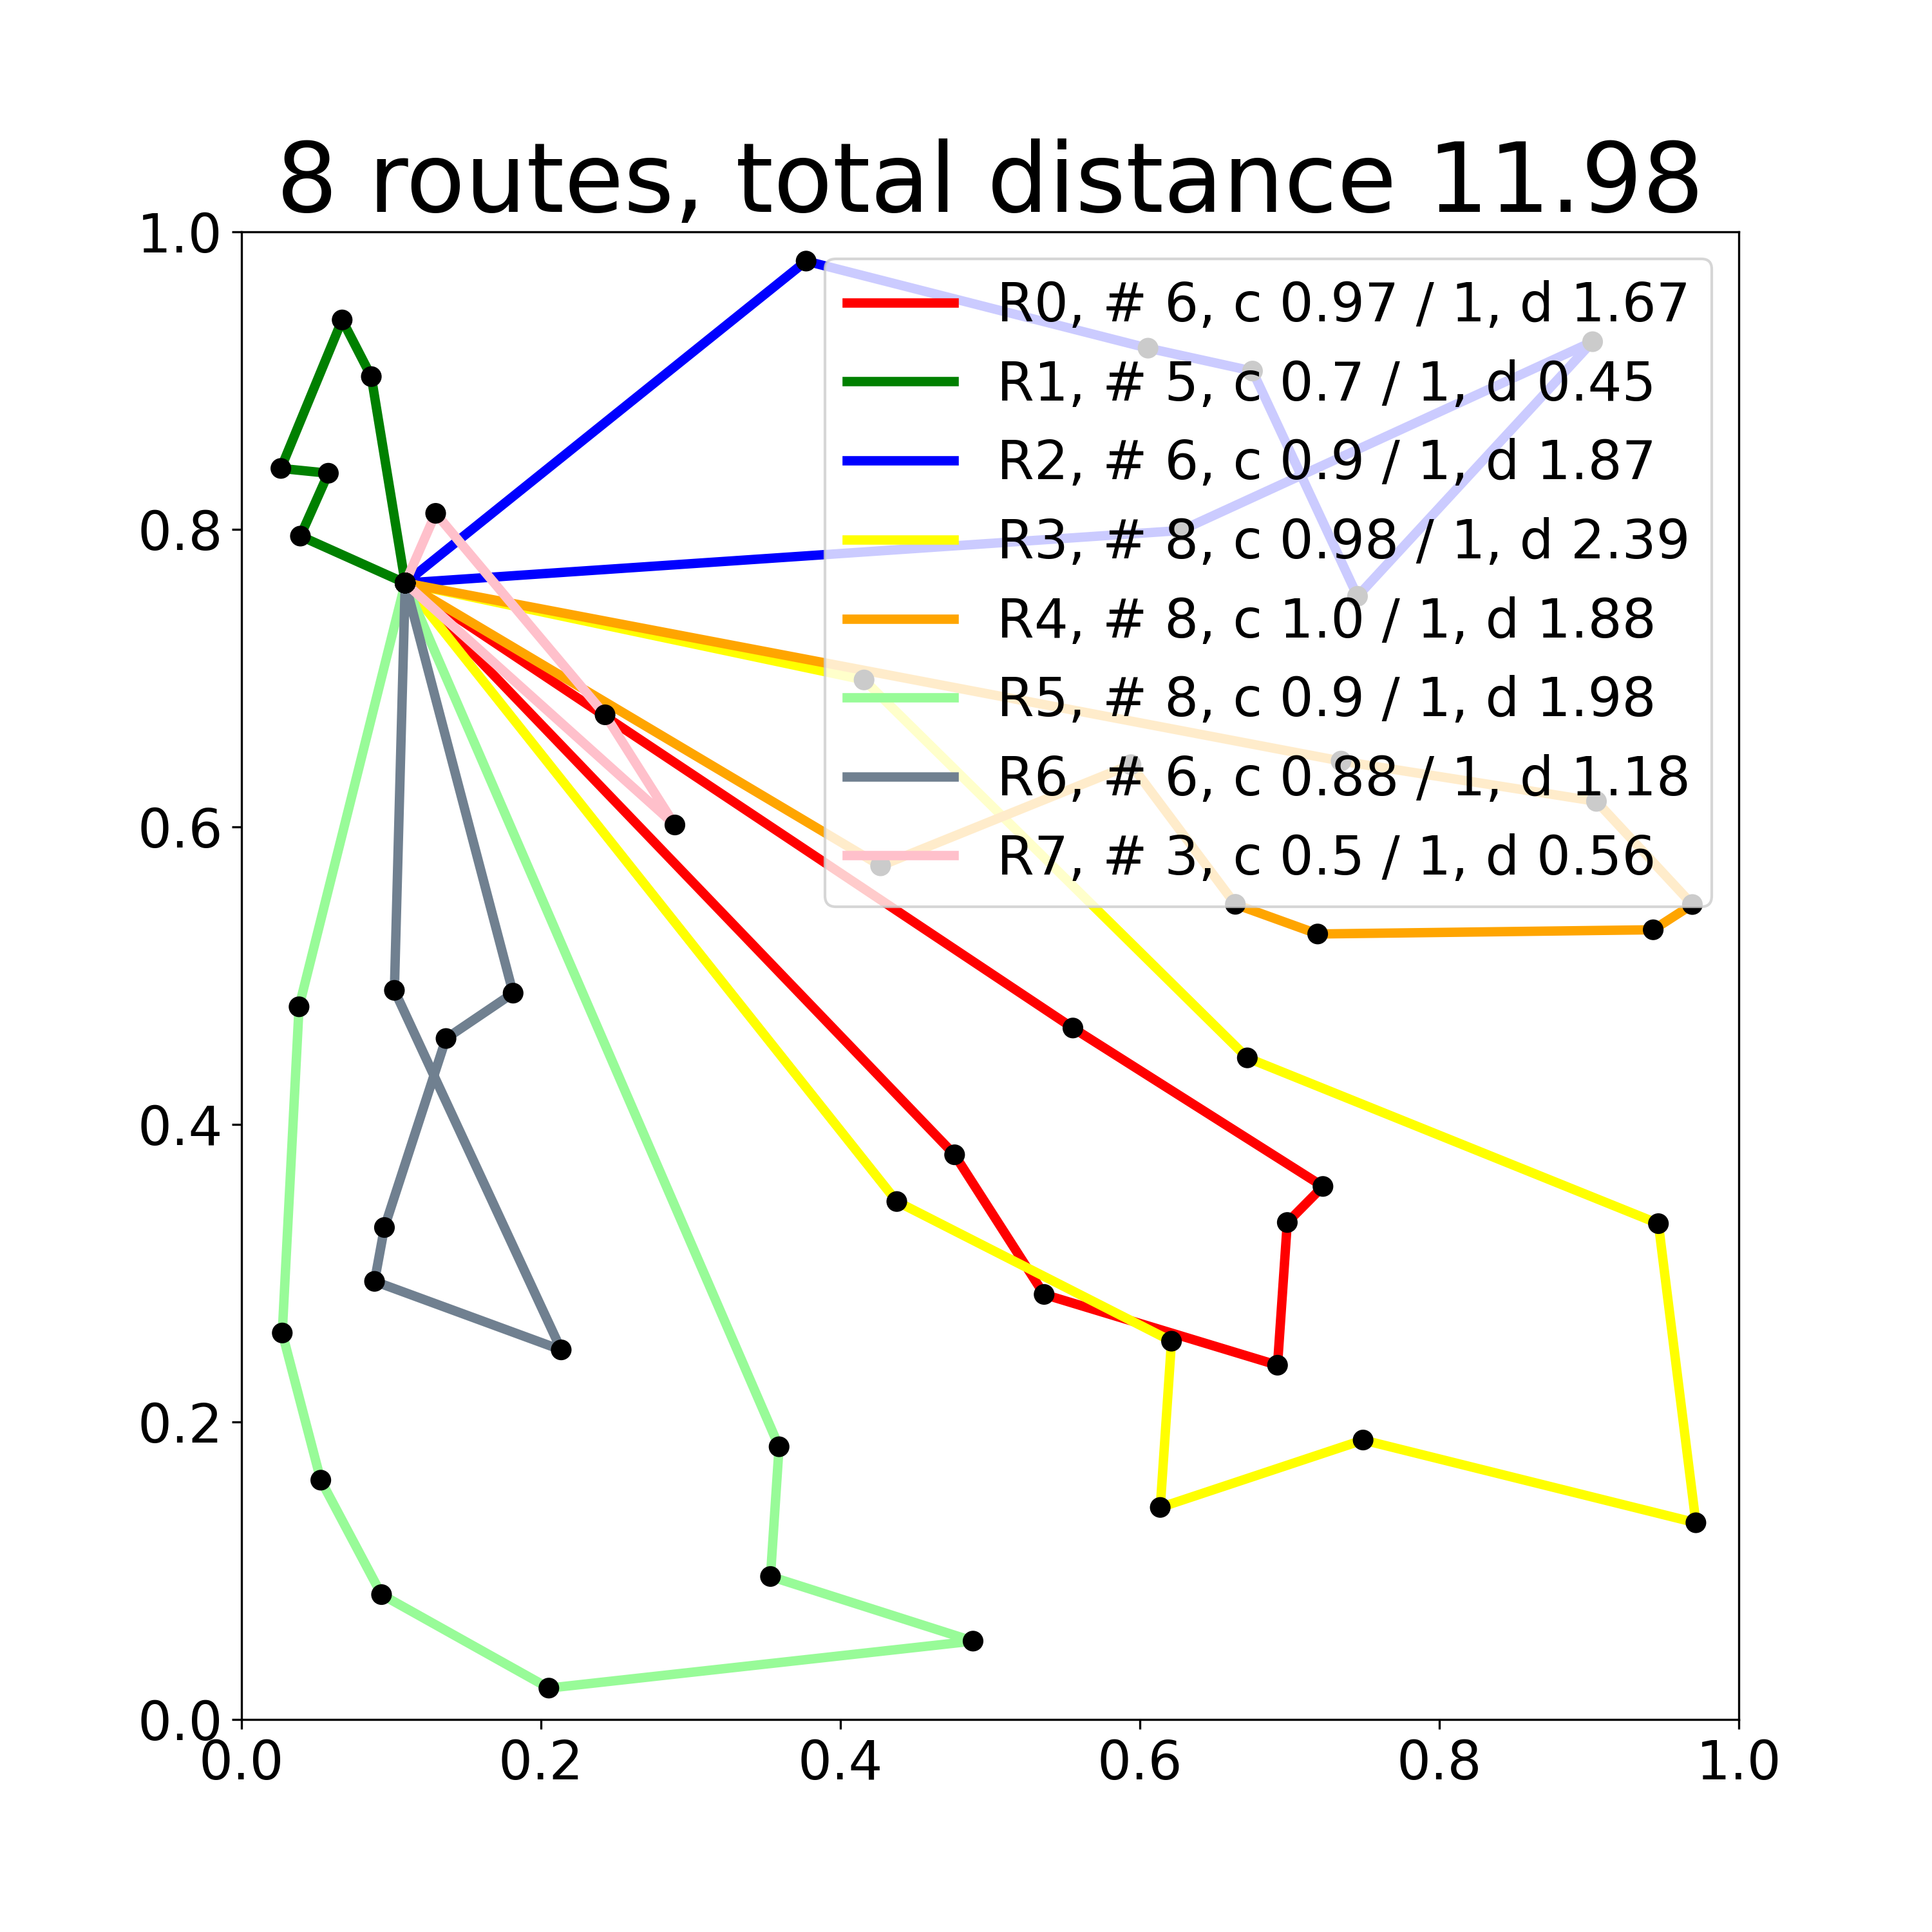 8 routes, total distance 11.98
1.0
R0, # 6, c 0.97 / 1, d 1.67
R1, # 5, c 0.7 / 1, d 0.45
R2, # 6, c 0.9 / 1, d 1.87
0.8
R3, # 8, c 0.98 / 1, d 2.39
R4, # 8, c 1.0 / 1, d 1.88
R5, # 8, c 0.9 / 1, d 1.98
R6, # 6, c 0.88 / 1, d 1.18
0.6
R7, # 3, c 0.5 / 1, d 0.56
0.4
0.2
0.0
0.0 0.2 0.4 0.6 0.8 1.0